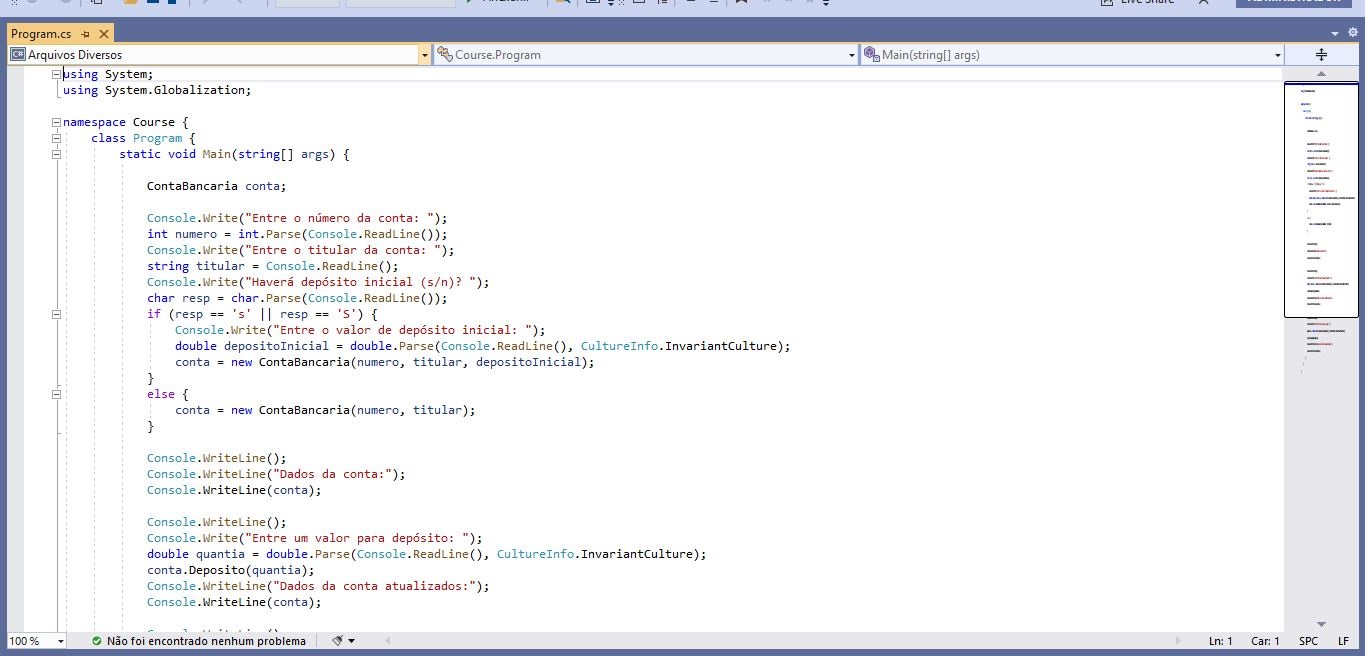 Live Share
Program.cs
Arquivos Diversos
Course.Program
Main(string[] args)
using System;
using System.Globalization;
namespace Course {
class Program {
static void Main(string[] args) {
ContaBancaria conta;
Console.Write("Entre o número da conta: ");
int numero = int.Parse(Console.ReadLine());
Console.Write("Entre o titular da conta: ");
string titular = Console.ReadLine();
Console.Write("Haverá depósito inicial (s/n)? ");
char resp = char.Parse(Console.ReadLine());
if (resp == 's' || resp == 'S') {
Console.Write("Entre o valor de depósito inicial: ");
double depositoInicial = double.Parse(Console.ReadLine(), CultureInfo.InvariantCulture);
conta = new ContaBancaria(numero, titular, depositoInicial);
}
else {
conta = new ContaBancaria(numero, titular);
}
Console.WriteLine();
Console.WriteLine("Dados da conta:");
Console.WriteLine(conta);
Console.WriteLine();
Console.Write("Entre um valor para depósito: ");
double quantia = double.Parse(Console.ReadLine(), CultureInfo.InvariantCulture);
conta.Deposito(quantia);
Console.WriteLine("Dados da conta atualizados:");
Console.WriteLine(conta);
100 %
Não foi encontrado nenhum problema
Ln: 1
Car: 1
SPC
LF